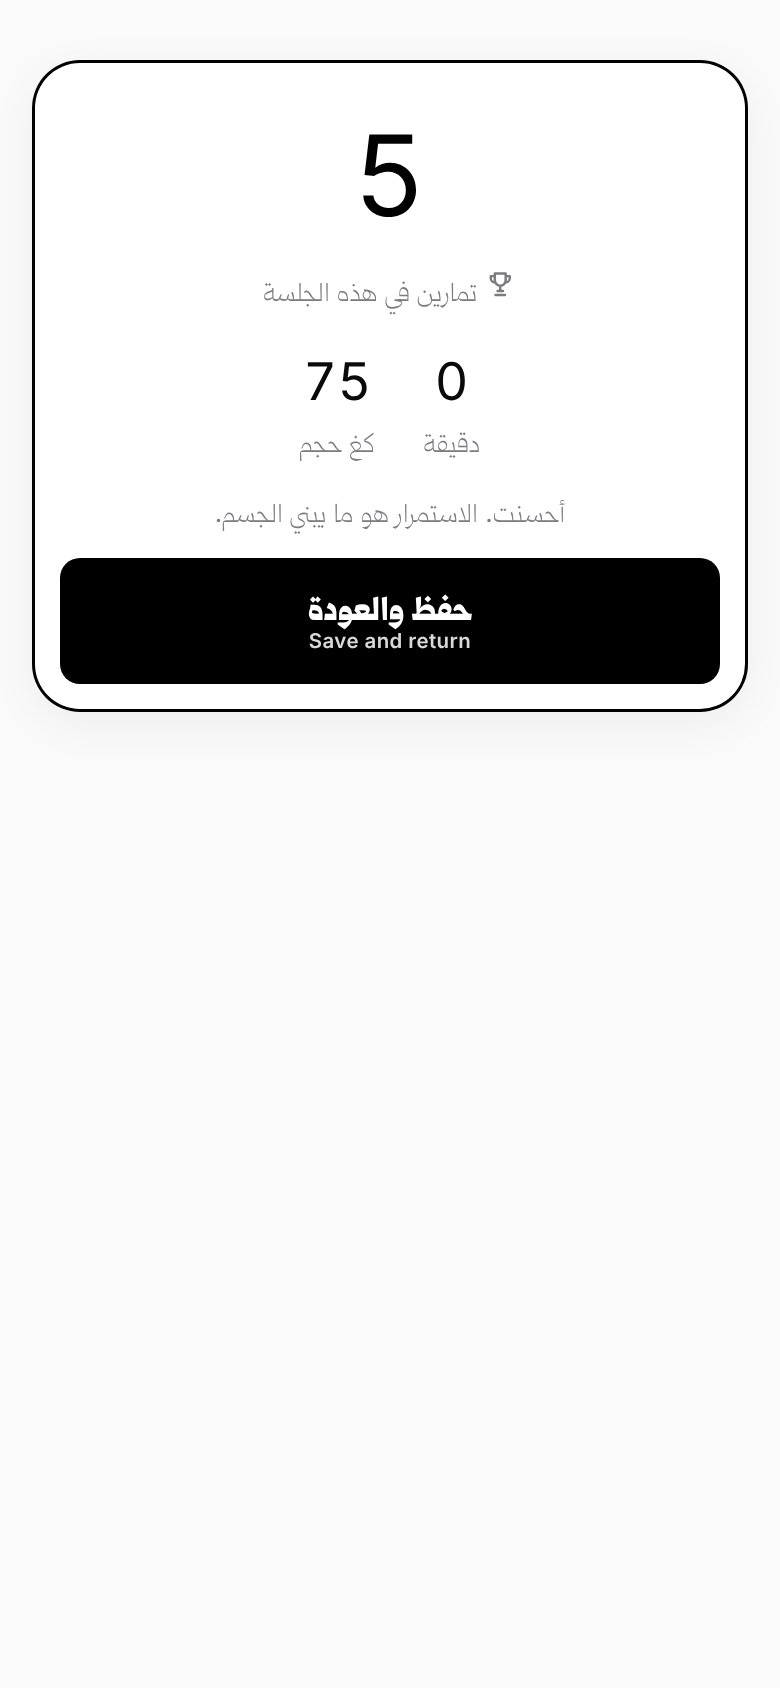 5
تمارين في هذه الجلسة
0 75
دقيقة كغ حجم
أحسنت. الاستمرار هو ما يبني الجسم.
حفظ والعودة
Save and return